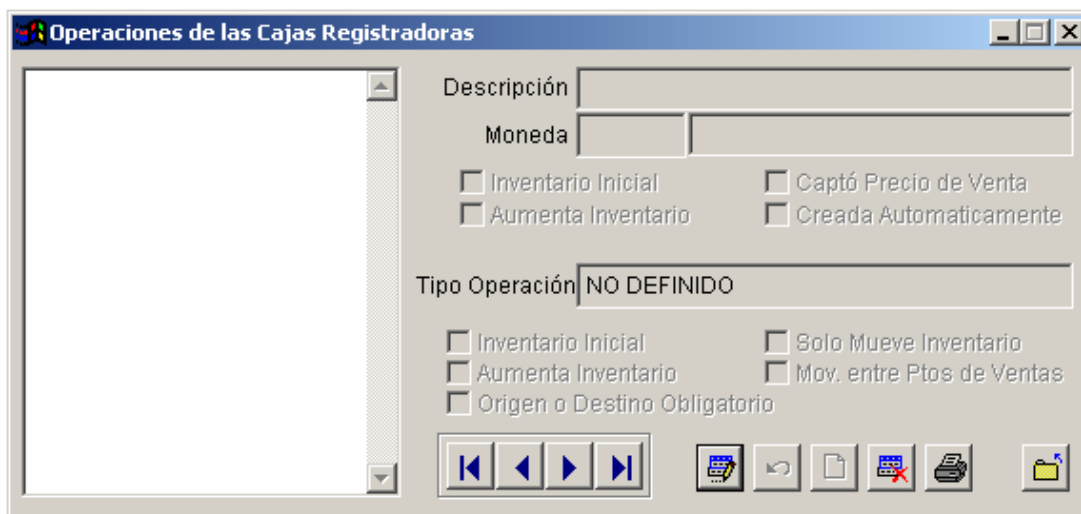 Operaciones de las Cajas Registradoras
Descripción
Moneda
Inventario Inicial
Captó Precio de Venta
Aumenta Inventario
Creada Automaticamente
Tipo Operación NO DEFINIDO
Inventario Inicial
Solo Mueve Inventario
Aumenta Inventario
Mov. entre Ptos de Ventas
Origen o Destino Obligatorio